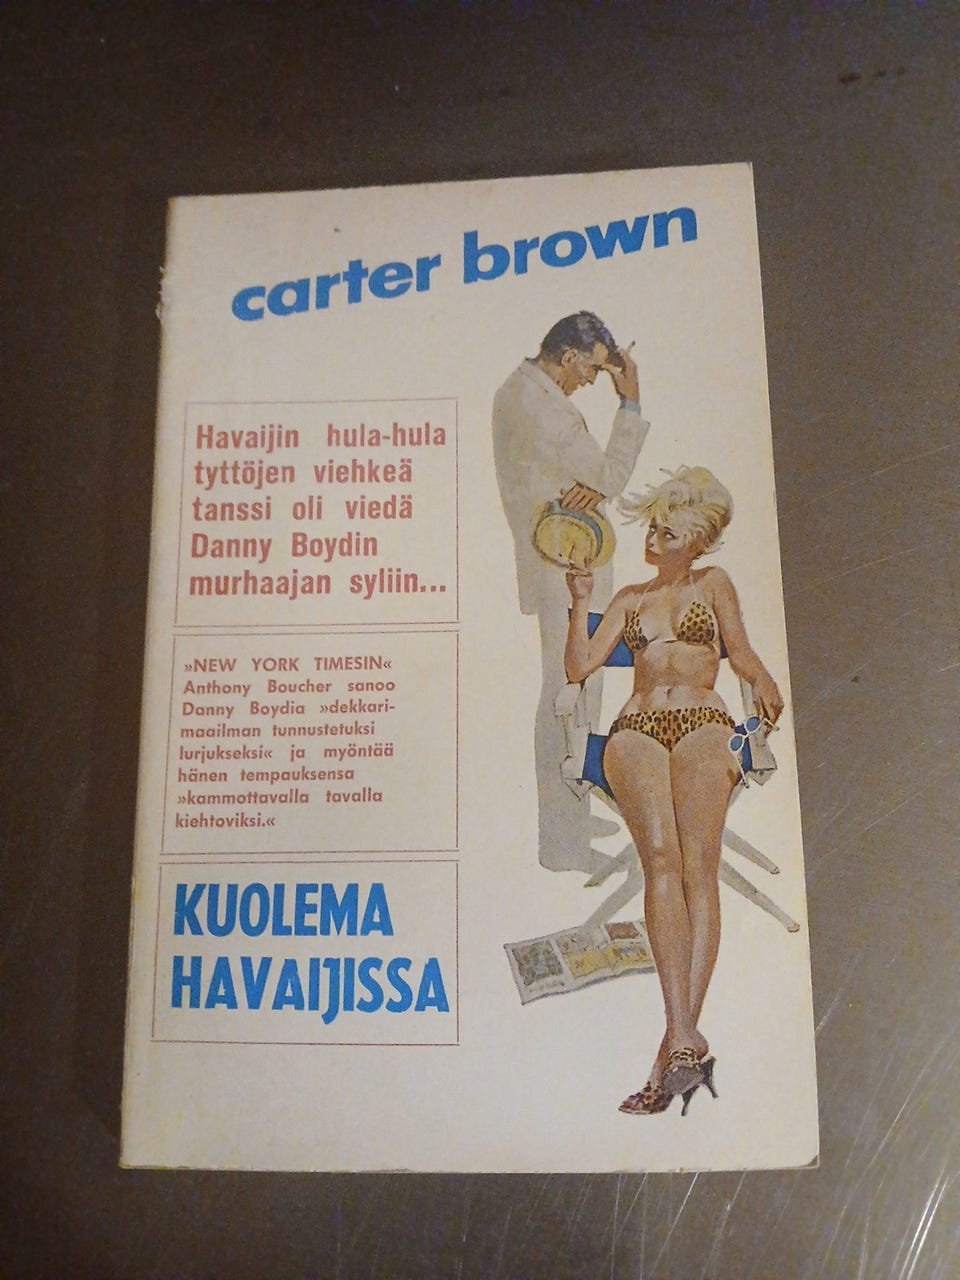 carter brown
Havaijin hula-hula
tyttöjen viehkeä
tanssi oli viedä
Danny Boydin
murhaajan syliin...
»NEW YORK TIMESIN«
Anthony Boucher sanoo
Danny Boydia »dekkari-
maailman tunnustetuksi
lurjukseksi« ja myöntää
hänen tempauksensa
»kammottavalla tavalla
kiehtoviksi.«
KUOLEMA
HAVAIJISSA